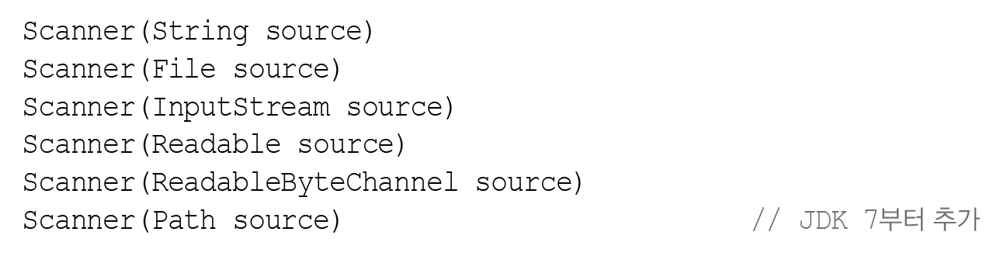 Scanner(String source)
Scanner(File source)
Scanner(InputStream source)
Scanner(Readable source)
Scanner(ReadableByteChannel source)
Scanner(Path source) // JDK 7부터 추가